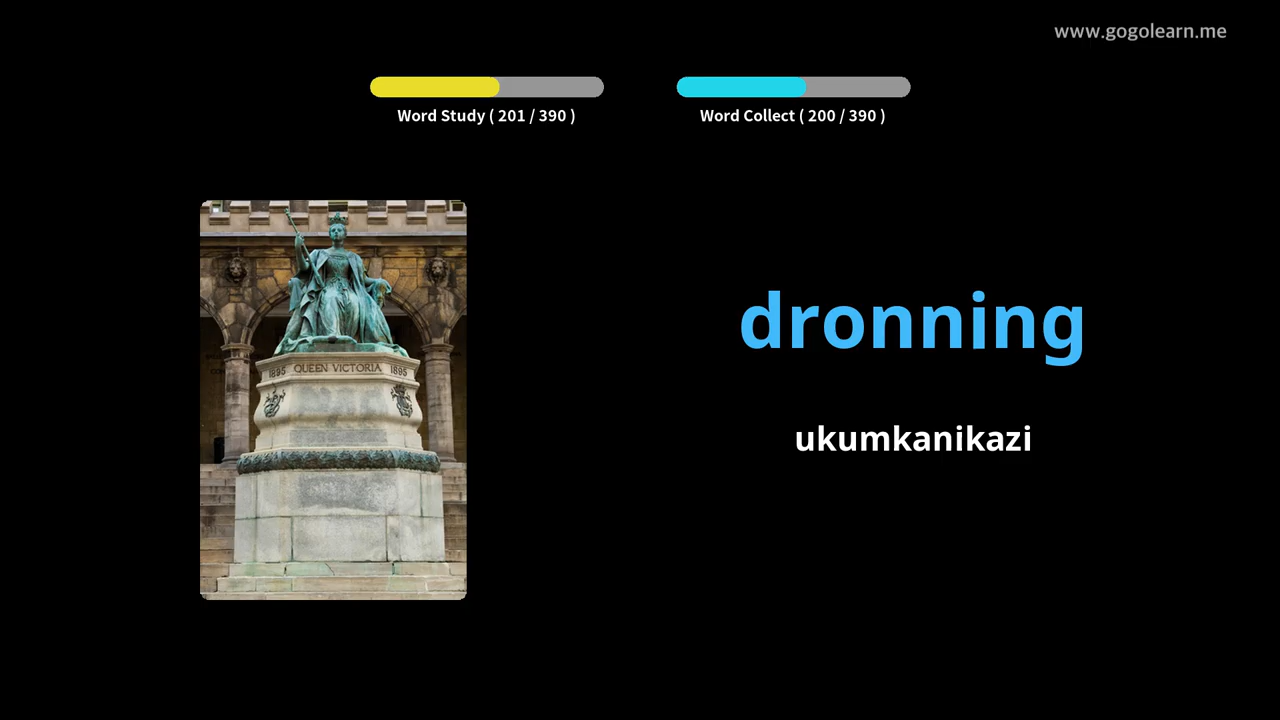 www.gogolearn.me
Word Study ( 201 / 390 )
Word Collect ( 200 / 390 )
1895 QUEEN VICTORIA 1895
dronning
ukumkanikazi